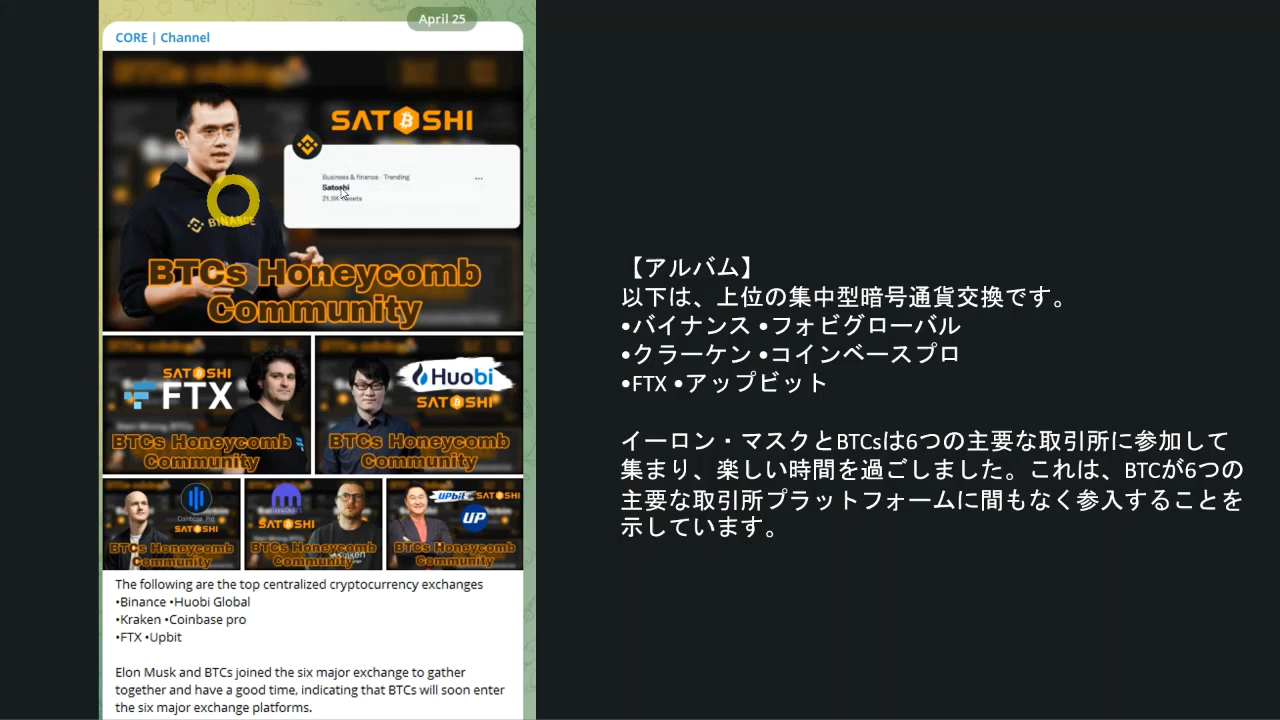 April 25
CORE | Channel
SATOSHI
Business & finance · Trending
Satoshi
21.5K Tweets
BINANCE
BTCs Honeycomb
Community
SATOSHI
FTX
BTCs Honeycomb
Community
Huobi
SATOSHI
BTCs Honeycomb
Community
Coinbase Pro
SATOSHI
BTCs Honeycomb
Community
SATOSHI
BTCs Honeycomb
Community
UPbit SATOSHI
UP
BTCs Honeycomb
Community
The following are the top centralized cryptocurrency exchanges
•Binance •Huobi Global
•Kraken •Coinbase pro
•FTX •Upbit
Elon Musk and BTCs joined the six major exchange to gather
together and have a good time, indicating that BTCs will soon enter
the six major exchange platforms.
【アルバム】
以下は、上位の集中型暗号通貨交換です。
•バイナンス •フォビグローバル
•クラーケン •コインベースプロ
•FTX •アップビット
イーロン・マスクとBTCsは6つの主要な取引所に参加して
集まり、楽しい時間を過ごしました。これは、BTCが6つの
主要な取引所プラットフォームに間もなく参入することを
示しています。